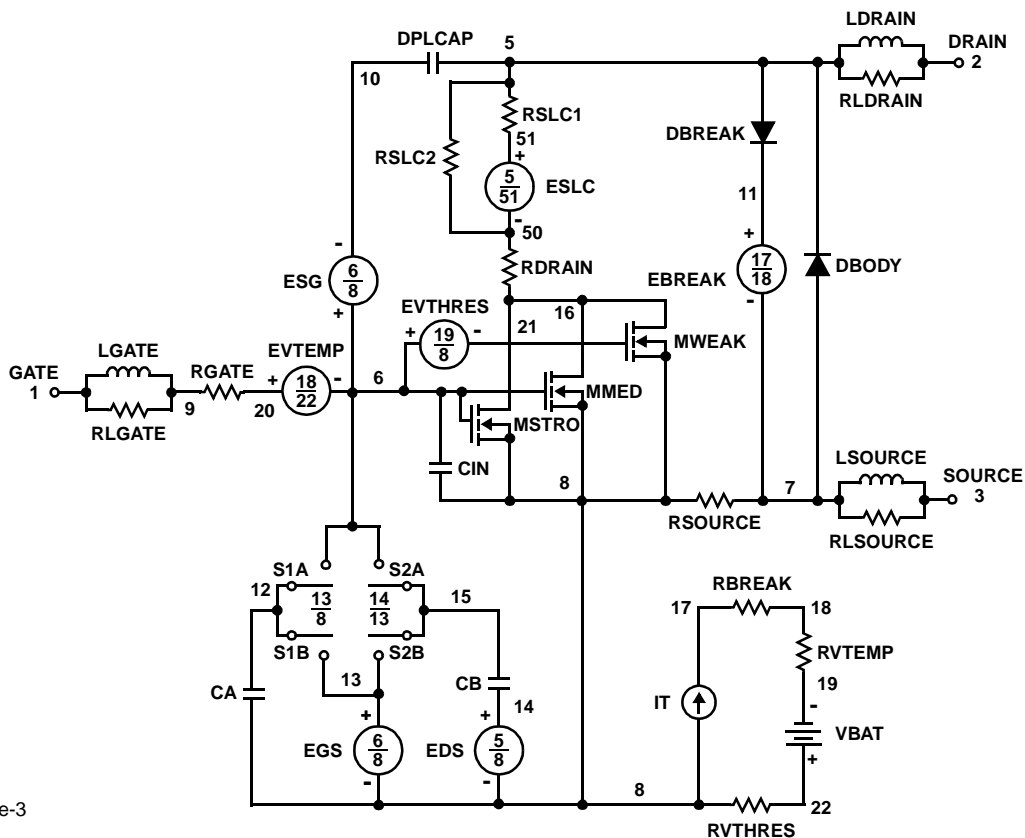 LDRAIN
DPLCAP 5 DRAIN
10 2
RSLC1 RLDRAIN
51 DBREAK
RSLC2 +
5
51 ESLC
11
-
50
- +
RDRAIN 17
18
6
8 ESG EBREAK DBODY
EVTHRES -
+ 16
+ 19
8 - 21
MWEAK
LGATE EVTEMP
GATE RGATE + 18
22 - 6
1 MMED
9 20
RLGATE MSTRO
LSOURCE
CIN SOURCE
8 7 3
RSOURCE
RLSOURCE
S1A S2A
12 RBREAK
13
8 14
13 15
17 18
S1B S2B RVTEMP
13 CB 19
CA IT -
14
+ + VBAT
EGS 6
8 EDS 5
8 +
- - 8
22
e-3
RVTHRES